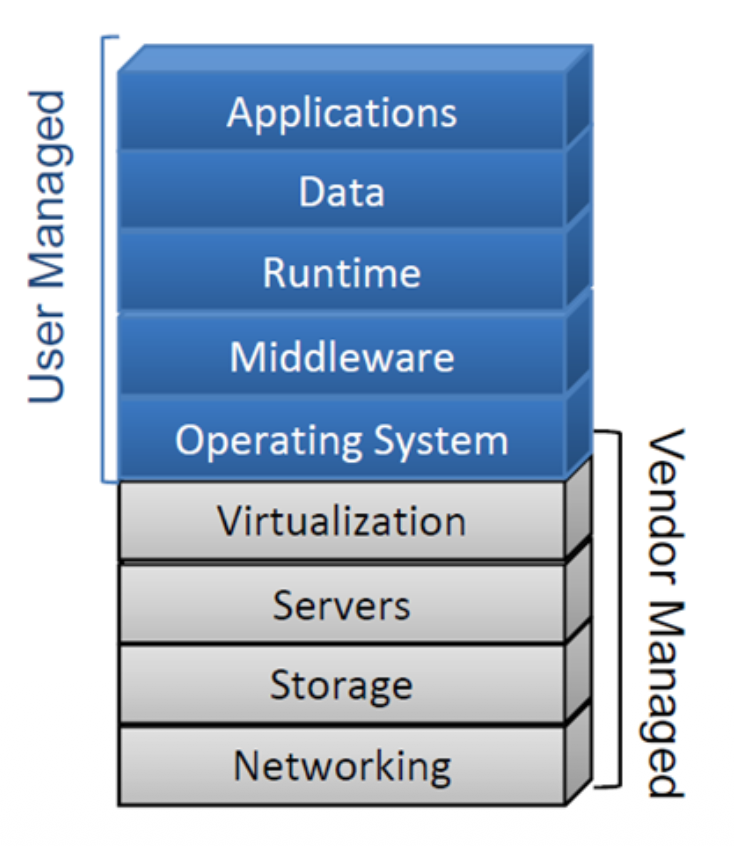 User Managed
Applications
Data
Runtime
Middleware
Operating System
Virtualization
Servers
Storage
Networking
Vendor Managed